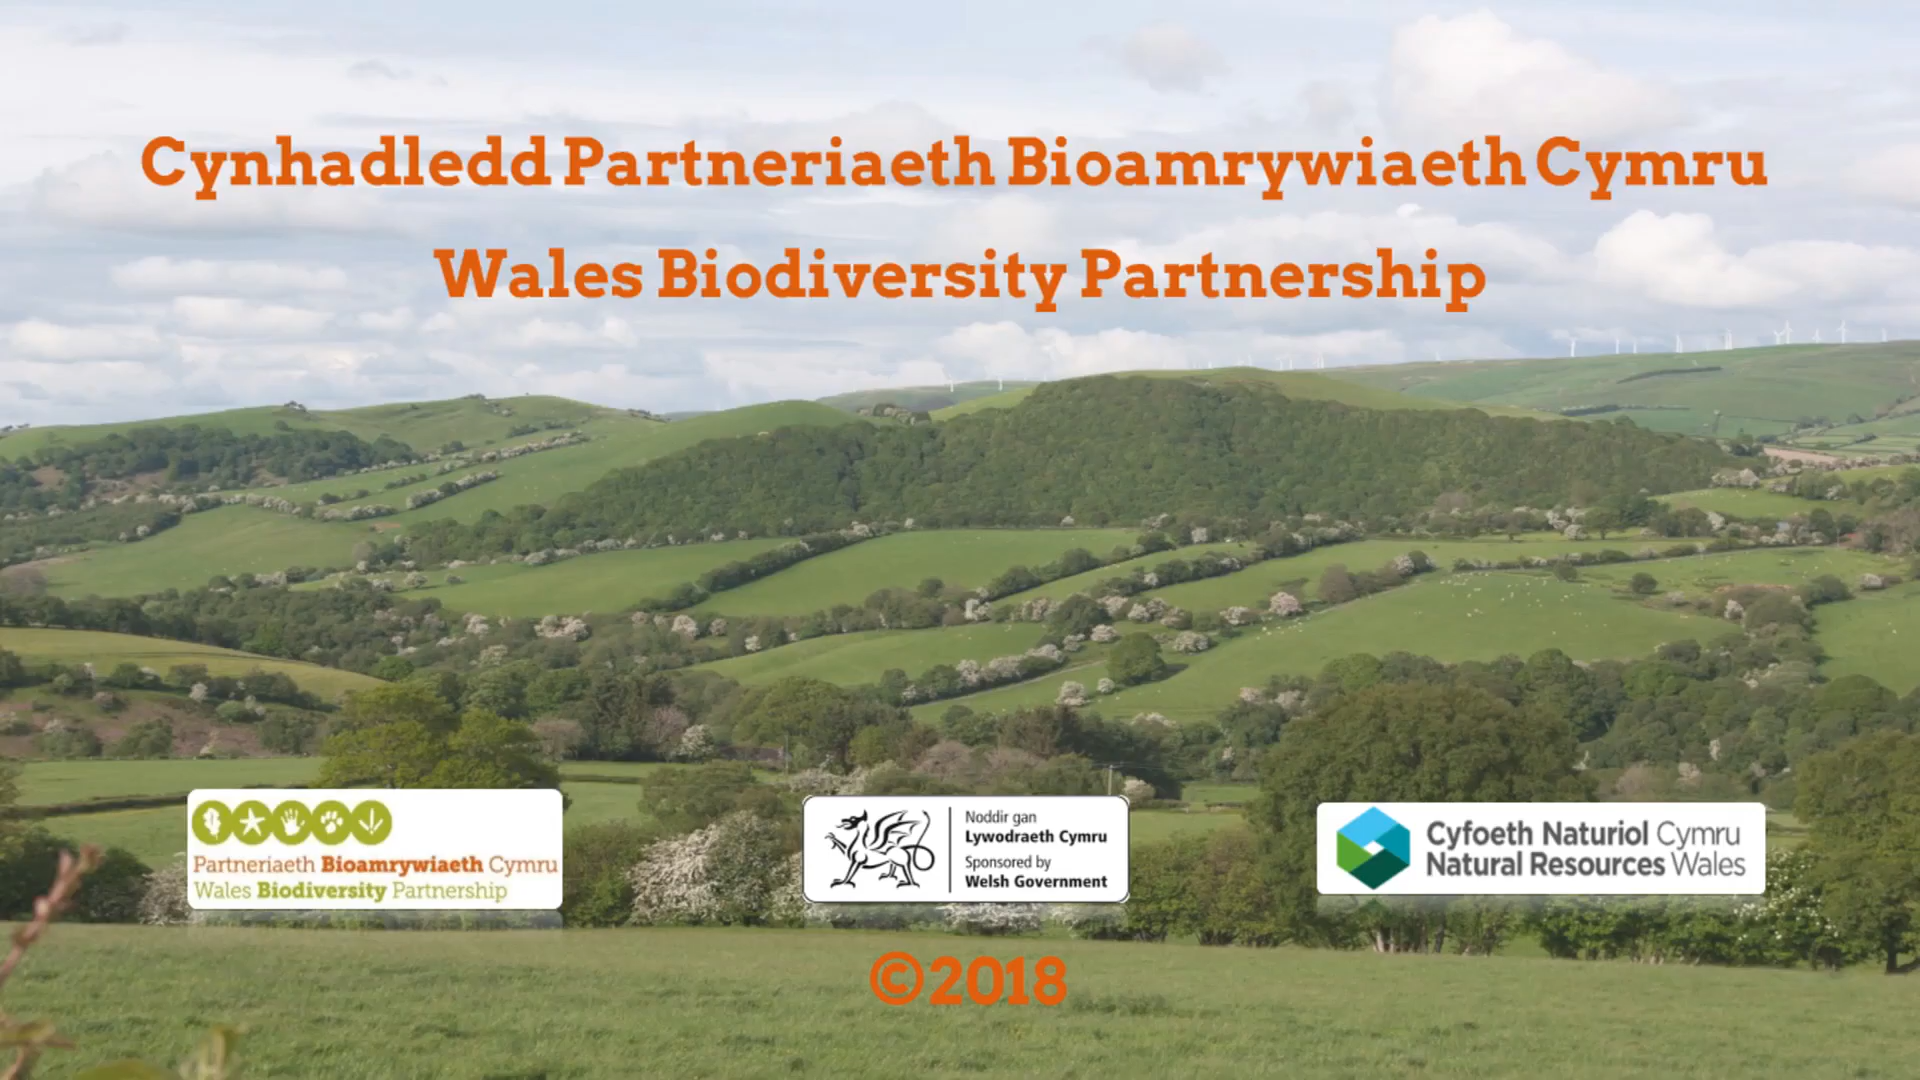 Cynhadledd Partneriaeth Bioamrywiaeth Cymru
Wales Biodiversity Partnership
Partneriaeth Bioamrywiaeth Cymru
Wales Biodiversity Partnership
Noddir gan
Lywodraeth Cymru
Sponsored by
Welsh Government
Cyfoeth Naturiol Cymru
Natural Resources Wales
©2018